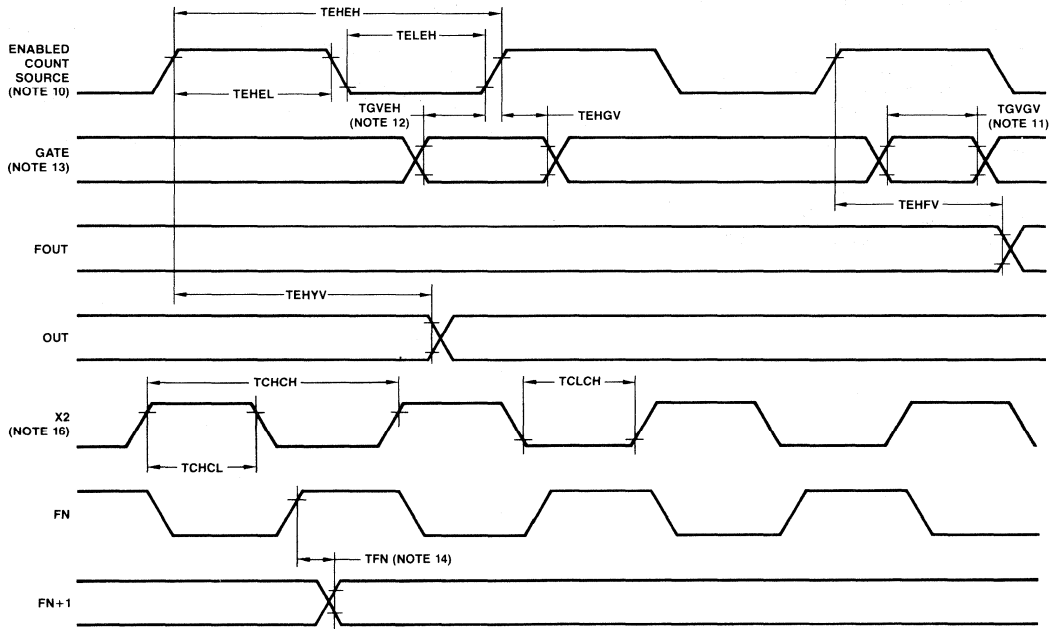 TEHEH
TELEH
ENABLED
COUNT
SOURCE
(NOTE 10)
TEHEL
TGVEH
(NOTE 12)
TEHGV
TGVGV
(NOTE 11)
GATE
(NOTE 13)
TEHFV
FOUT
TEHYV
OUT
TCHCH
TCLCH
X2
(NOTE 16)
TCHCL
FN
TFN (NOTE 14)
FN+1